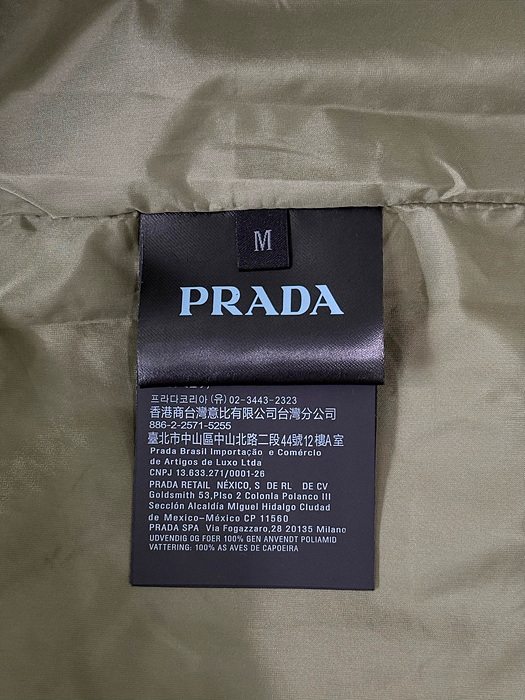 M
PRADA
프라다코리아 (유) 02-3443-2323
香港商台灣意比有限公司台灣分公司
886-2-2571-5255
臺北市中山區中山北路二段44號12樓A室
Prada Brasil Importação e Comércio
de Artigos de Luxo Ltda
CNPJ 13.633.271/0001-26
PRADA RETAIL NÉXICO, S DE RL DE CV
Goldsmith 53,Plso 2 Colonla Polanco III
Sección Alcaldía MIguel Hidalgo Cludad
de Mexico-México CP 11560
PRADA SPA Via Fogazzaro,28 20135 Milano
UDVENDIG OG FOER 100% GEN ANVENDT POLIAMID
VATTERING: 100% AS AVES DE CAPOEIRA